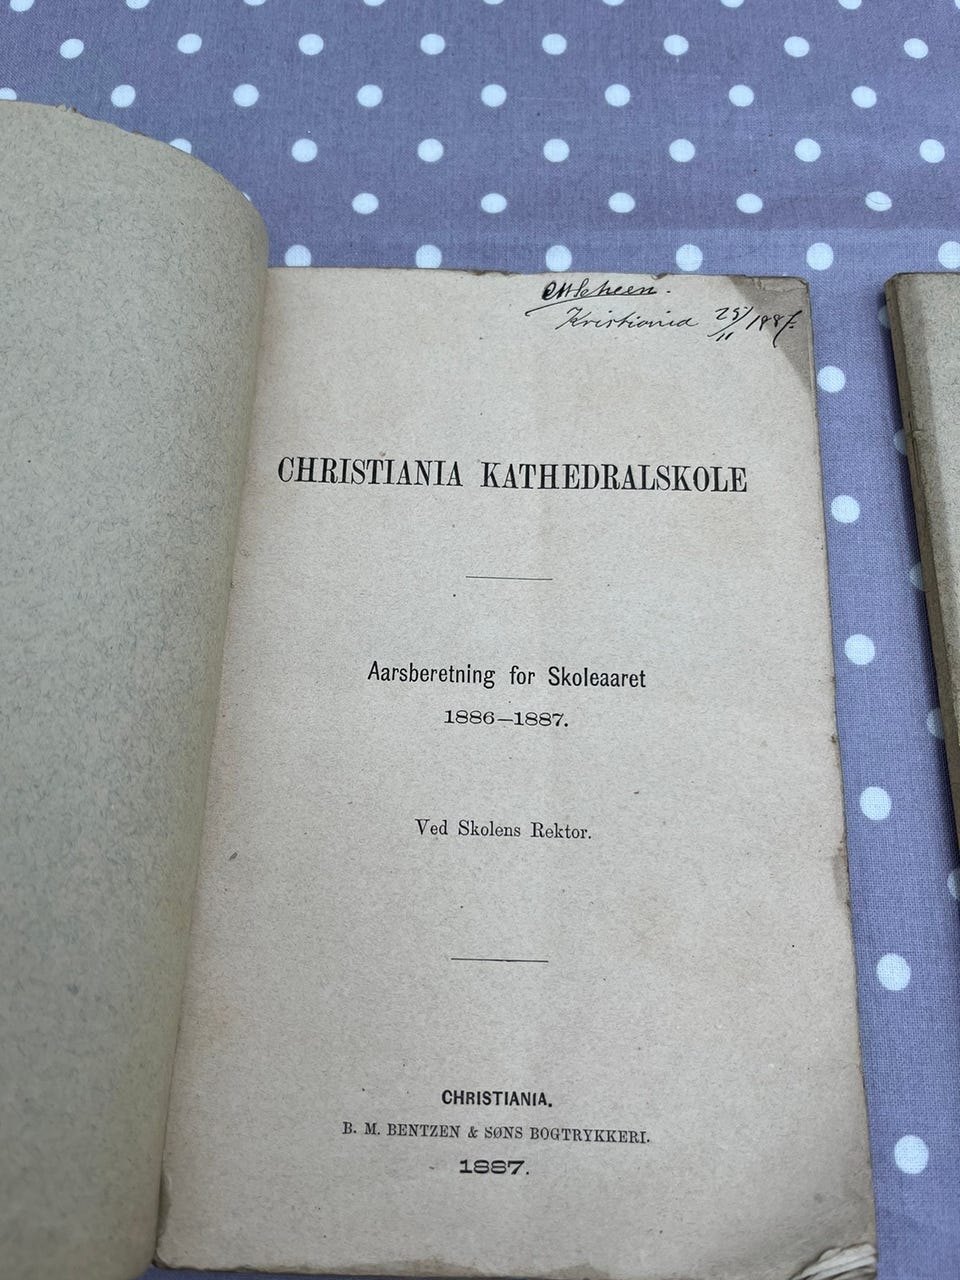 Scheen.
Kristiania 25/11 1887.
CHRISTIANIA KATHEDRALSKOLE
Aarsberetning for Skoleaaret
1886—1887.
Ved Skolens Rektor.
CHRISTIANIA.
B. M. BENTZEN & SØNS BOGTRYKKERI.
1887.